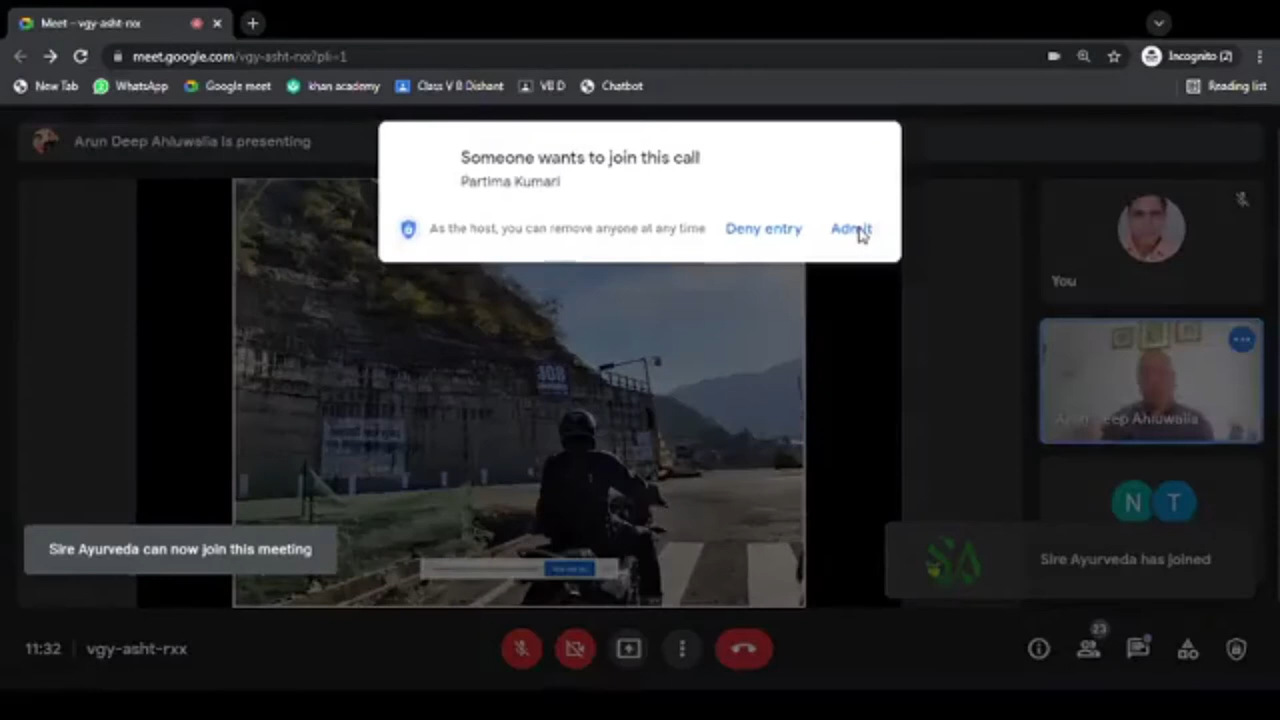 Meet - vgy-asht-rxx
meet.google.com/vgy-asht-rxx?pli=1
Incognito (2)
New Tab
WhatsApp
Google meet
khan academy
Class V B Dishant
VII D
Chatbot
Reading list
Arun Deep Ahluwalia is presenting
Someone wants to join this call
Partima Kumari
As the host, you can remove anyone at any time
Deny entry
Admit
You
Arun Deep Ahluwalia
108
N
T
Sire Ayurveda can now join this meeting
SA
Sire Ayurveda has joined
11:32
vgy-asht-rxx
23